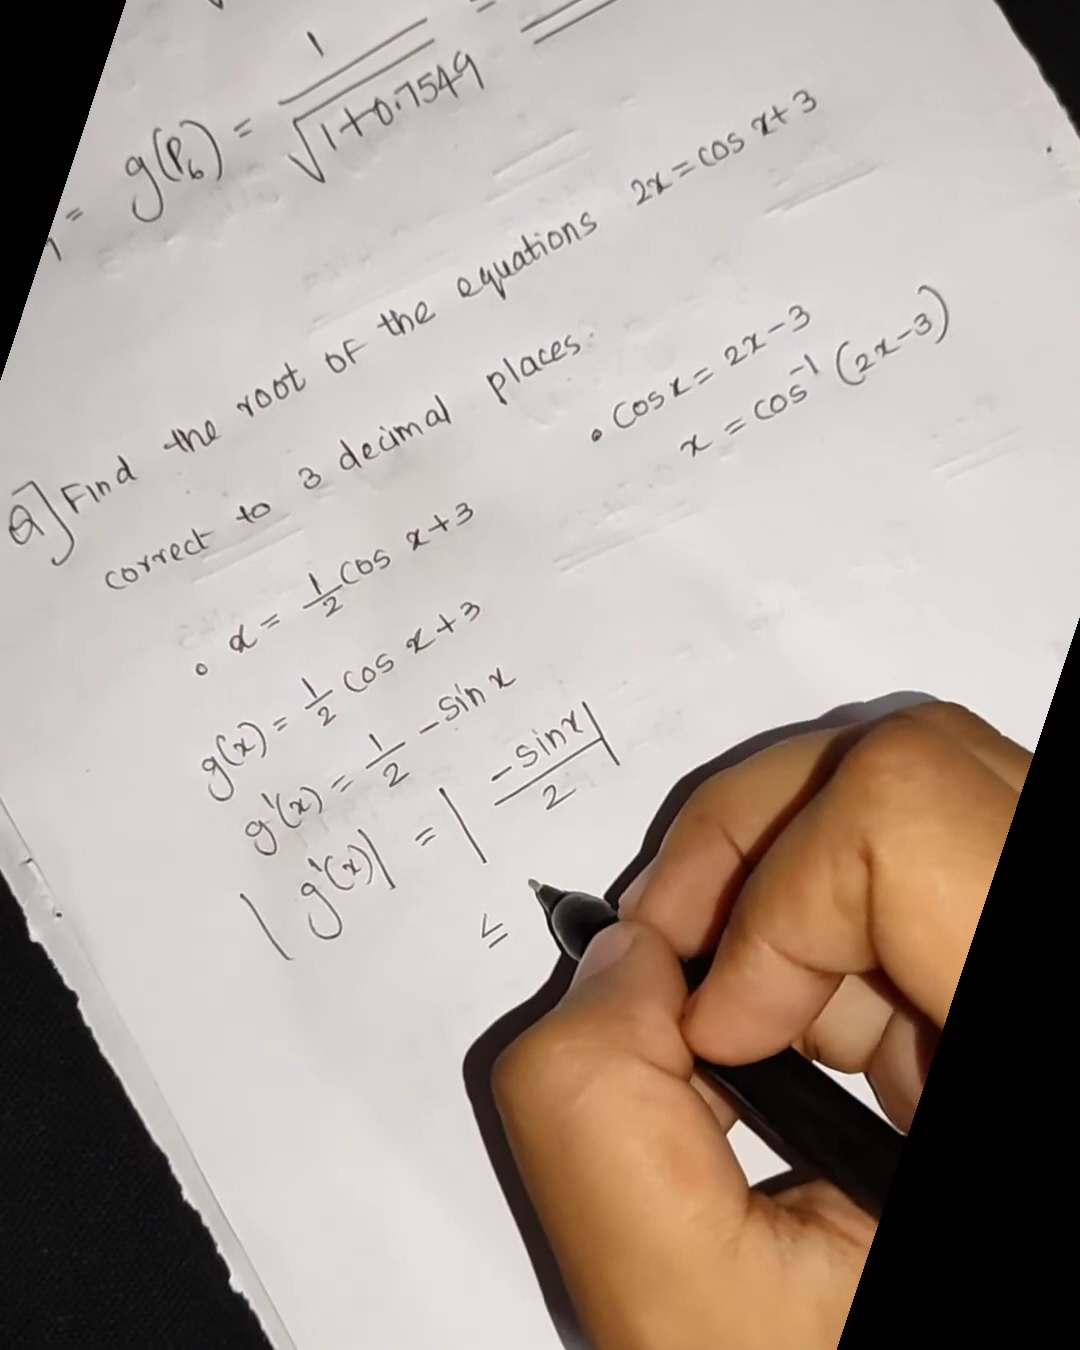 = g(P₆) = 1/√(1+0.7549) =
Q] Find the root of the equations 2x = cos x+3
correct to 3 decimal places.
• cos x = 2x-3
x = cos⁻¹ (2x-3)
∘ x = 1/2 cos x+3
g(x) = 1/2 cos x+3
g'(x) = 1/2 -sin x
|g'(x)| = |-sin x/2|
≤